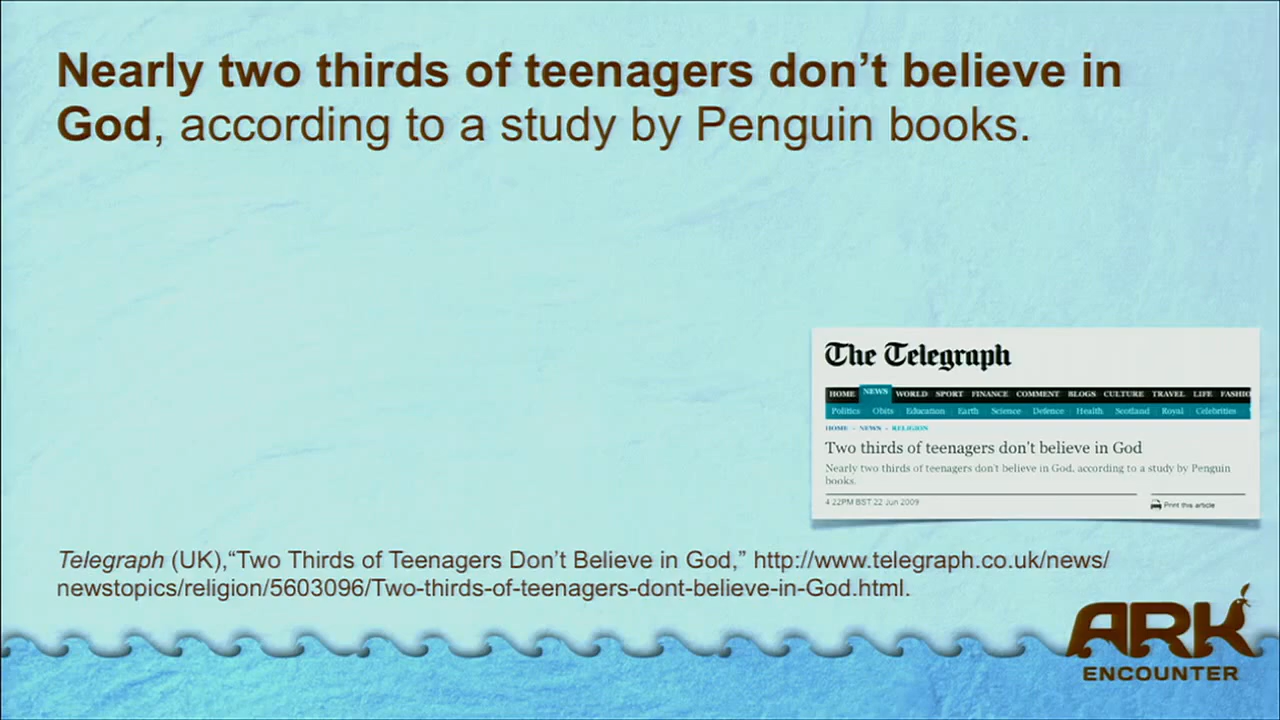 Nearly two thirds of teenagers don’t believe in
God, according to a study by Penguin books.
The Telegraph
HOME NEWS WORLD SPORT FINANCE COMMENT BLOGS CULTURE TRAVEL LIFE FASHIO
Politics Obits Education Earth Science Defence Health Scotland Royal Celebrities
HOME » NEWS » RELIGION
Two thirds of teenagers don't believe in God
Nearly two thirds of teenagers don't believe in God, according to a study by Penguin
books.
4:22PM BST 22 Jun 2009
Print this article
Telegraph (UK),“Two Thirds of Teenagers Don’t Believe in God,” http://www.telegraph.co.uk/news/
newstopics/religion/5603096/Two-thirds-of-teenagers-dont-believe-in-God.html.
ARK
ENCOUNTER